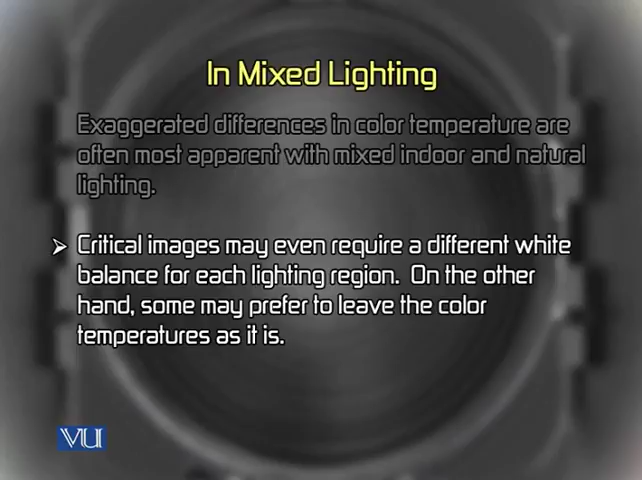 In Mixed Lighting
Exaggerated differences in color temperature are
often most apparent with mixed indoor and natural
lighting.
Critical images may even require a different white
balance for each lighting region. On the other
hand, some may prefer to leave the color
temperatures as it is.
VU